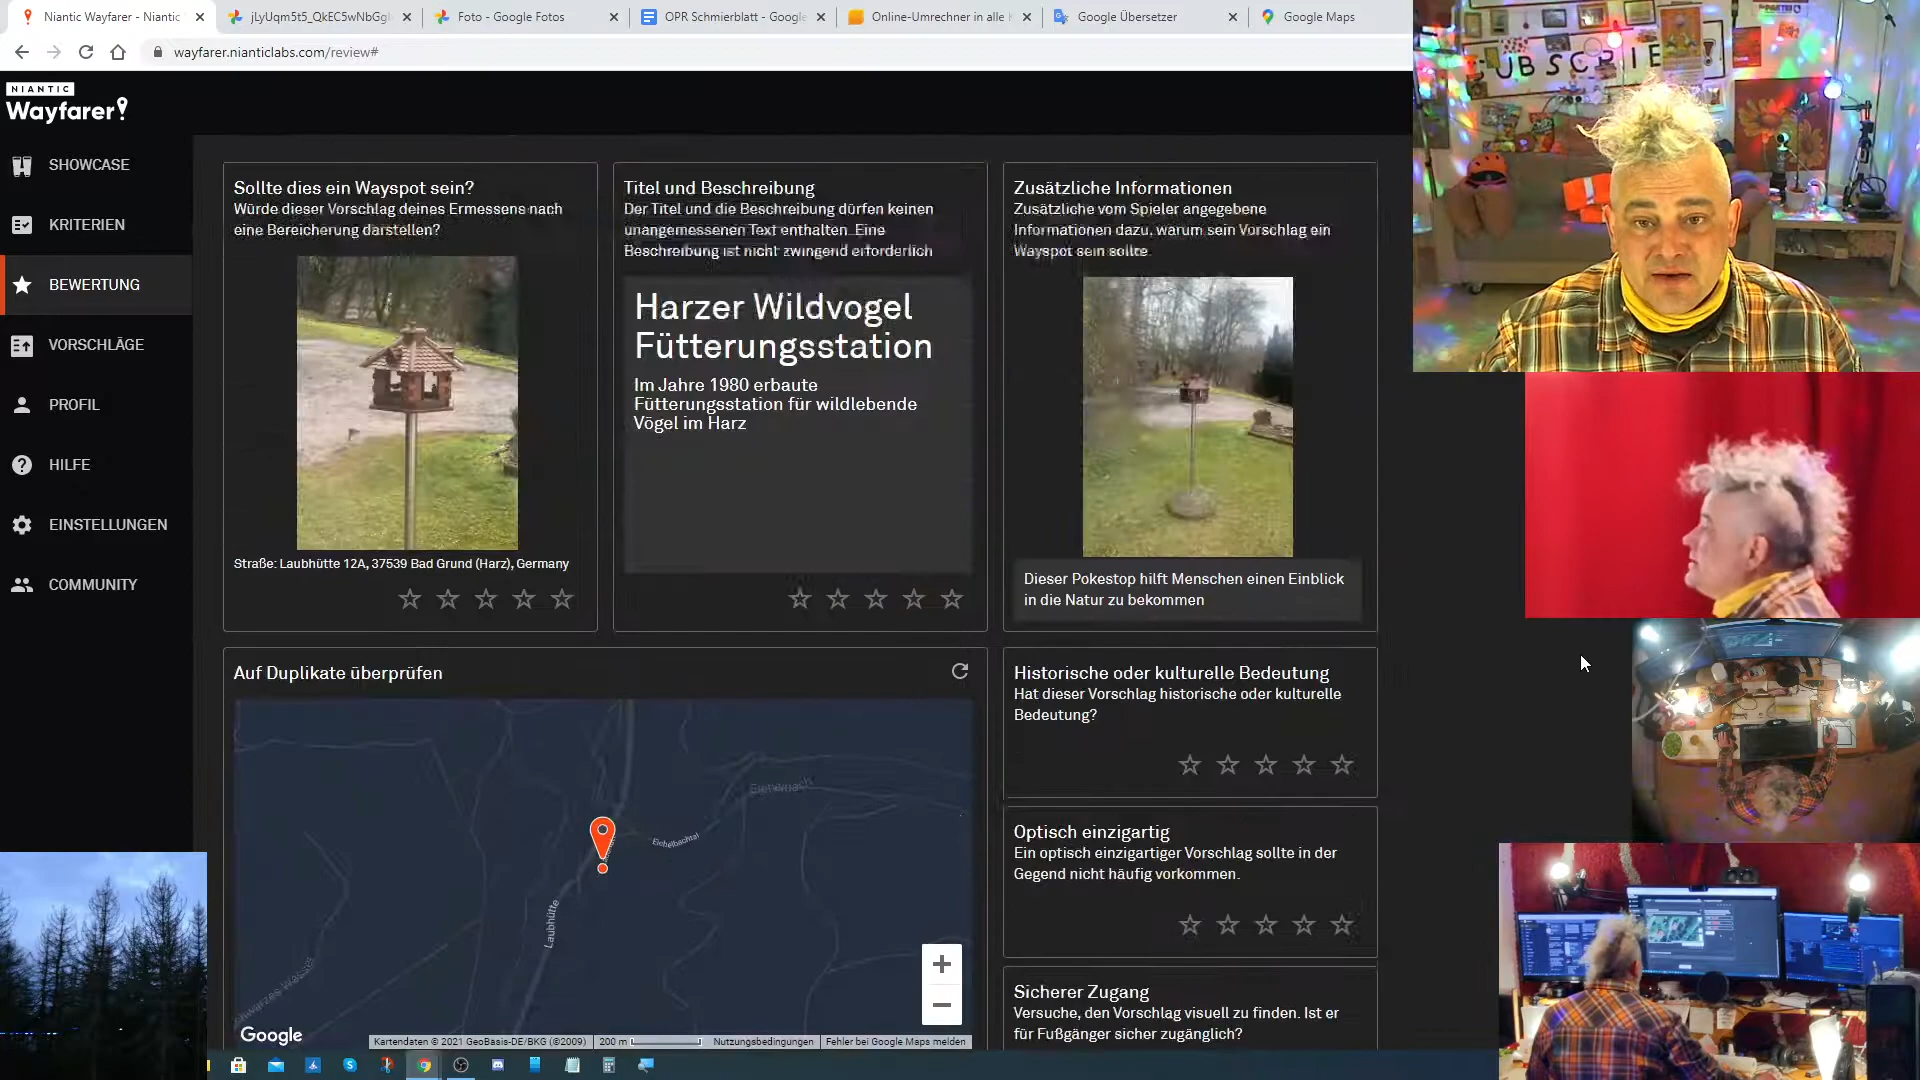 Niantic Wayfarer - Niantic
jLyUqm5t5_QkEC5wNbGgl
Foto - Google Fotos
OPR Schmierblatt - Google
Online-Umrechner in alle
Google Übersetzer
Google Maps
wayfarer.nianticlabs.com/review#
NIANTIC
Wayfarer
SHOWCASE
KRITERIEN
BEWERTUNG
VORSCHLÄGE
PROFIL
HILFE
EINSTELLUNGEN
COMMUNITY
Sollte dies ein Wayspot sein?
Würde dieser Vorschlag deines Ermessens nach
eine Bereicherung darstellen?
Straße: Laubhütte 12A, 37539 Bad Grund (Harz), Germany
Titel und Beschreibung
Der Titel und die Beschreibung dürfen keinen
unangemessenen Text enthalten. Eine
Beschreibung ist nicht zwingend erforderlich
Harzer Wildvogel
Fütterungsstation
Im Jahre 1980 erbaute
Fütterungsstation für wildlebende
Vögel im Harz
Zusätzliche Informationen
Zusätzliche vom Spieler angegebene
Informationen dazu, warum sein Vorschlag ein
Wayspot sein sollte.
Dieser Pokestop hilft Menschen einen Einblick
in die Natur zu bekommen
Auf Duplikate überprüfen
Eichelbachtal
Laubhütte
Google
Kartendaten © 2021 GeoBasis-DE/BKG (©2009)
200 m
Nutzungsbedingungen
Fehler bei Google Maps melden
Historische oder kulturelle Bedeutung
Hat dieser Vorschlag historische oder kulturelle
Bedeutung?
Optisch einzigartig
Ein optisch einzigartiger Vorschlag sollte in der
Gegend nicht häufig vorkommen.
Sicherer Zugang
Versuche, den Vorschlag visuell zu finden. Ist er
für Fußgänger sicher zugänglich?
UBSCRIE